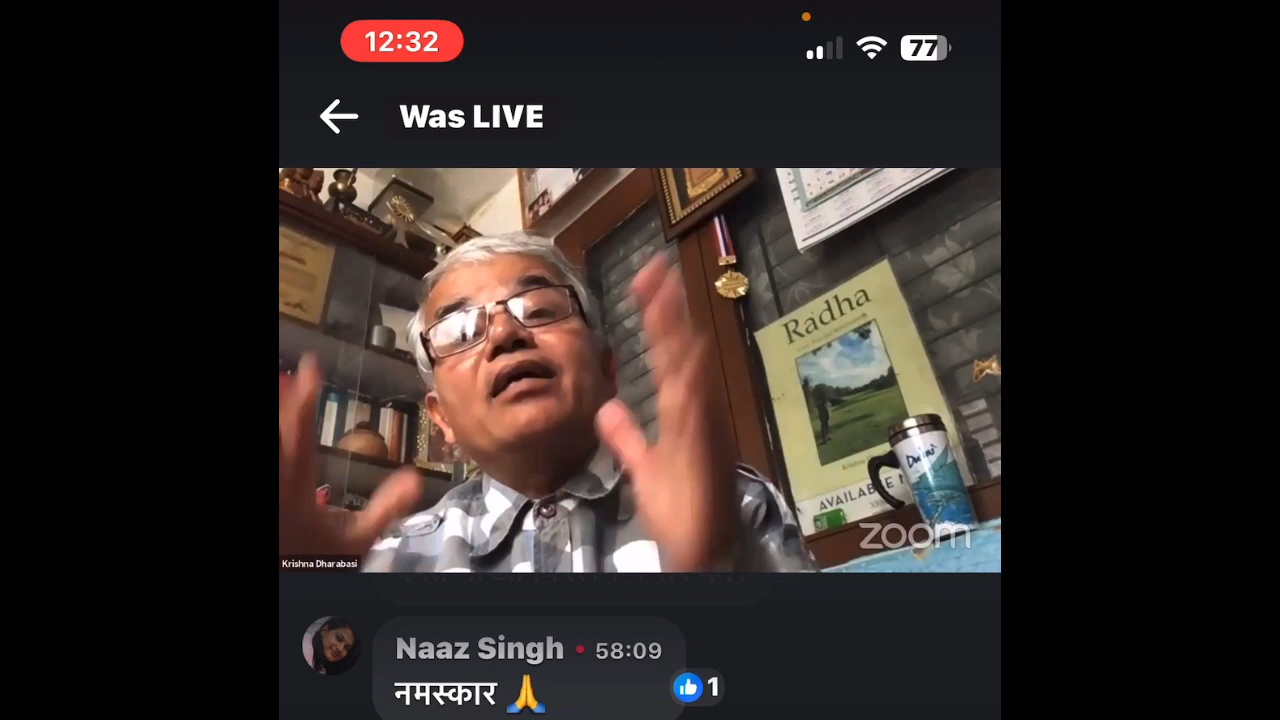 12:32
77
Was LIVE
Radha
AVAILABLE
zoom
Krishna Dharabasi
Naaz Singh • 58:09
नमस्कार 🙏
1